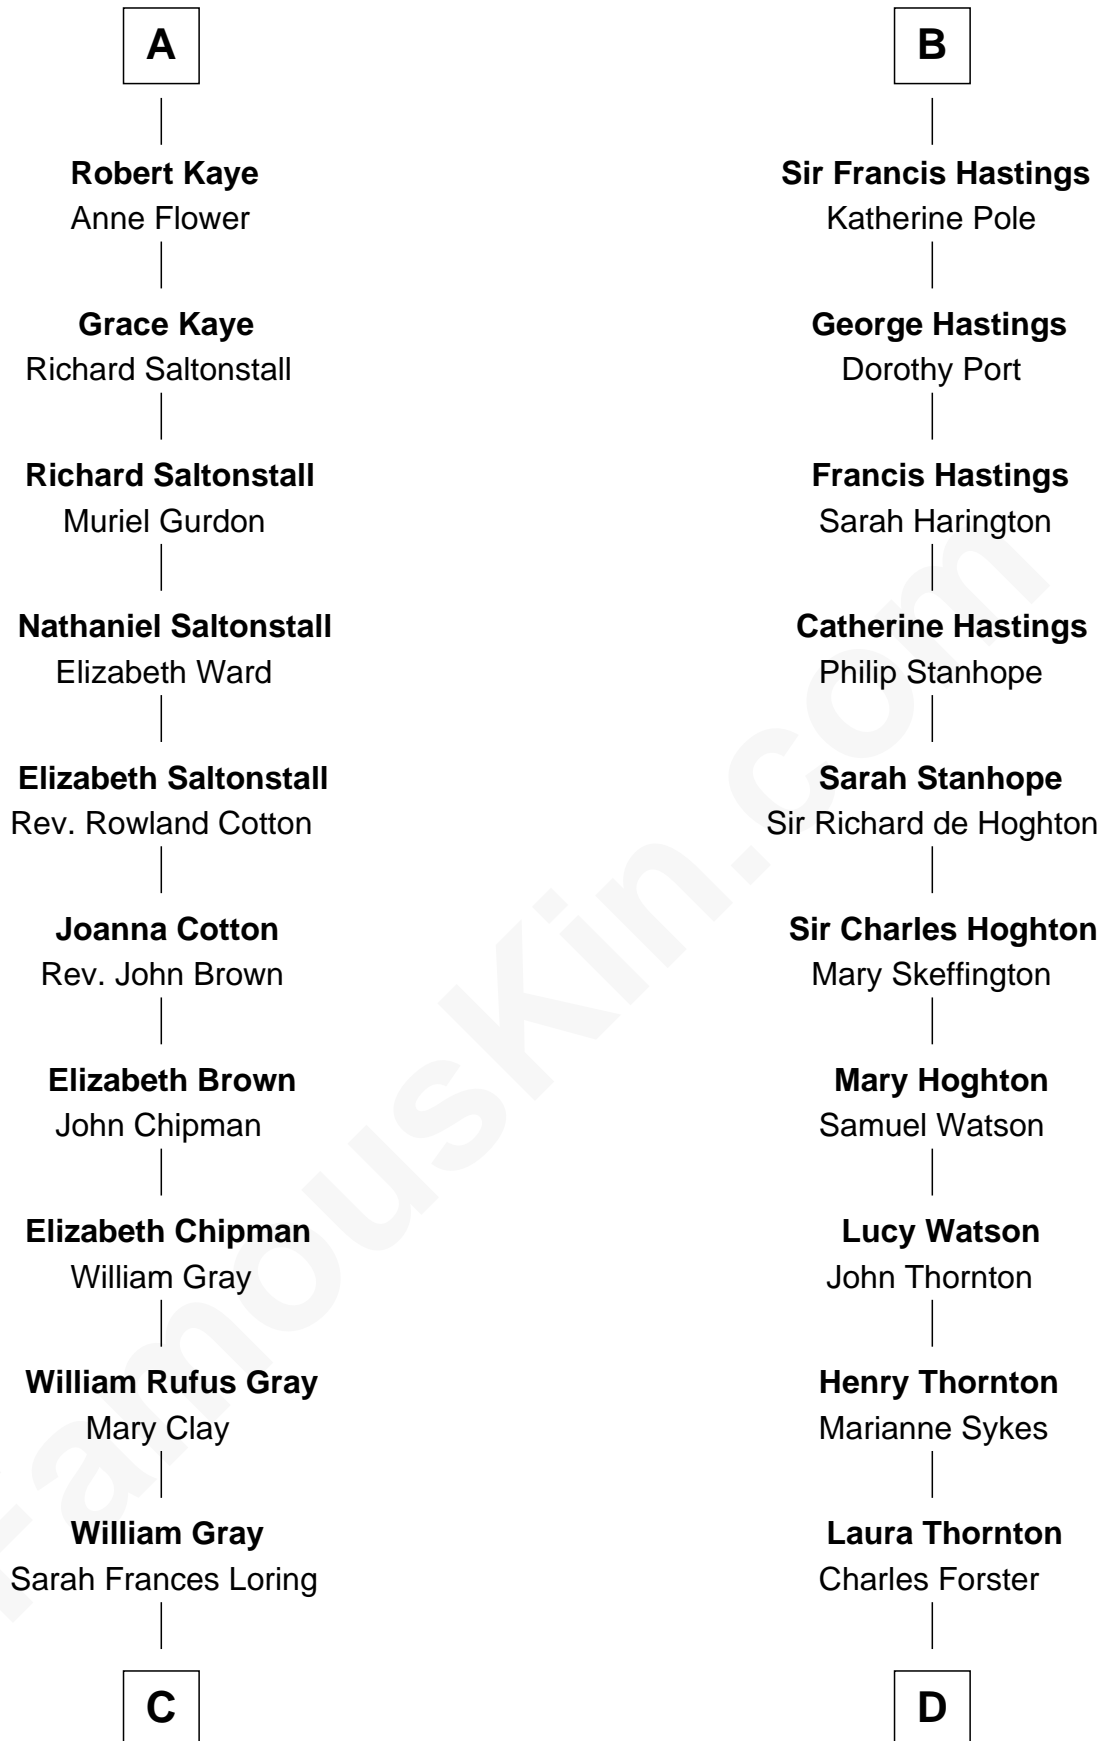 A
Robert Kaye
Anne Flower
Grace Kaye
Richard Saltonstall
Richard Saltonstall
Muriel Gurdon
Nathaniel Saltonstall
Elizabeth Ward
Elizabeth Saltonstall
Rev. Rowland Cotton
Joanna Cotton
Rev. John Brown
Elizabeth Brown
John Chipman
Elizabeth Chipman
William Gray
William Rufus Gray
Mary Clay
William Gray
Sarah Frances Loring
C
B
Sir Francis Hastings
Katherine Pole
George Hastings
Dorothy Port
Francis Hastings
Sarah Harington
Catherine Hastings
Philip Stanhope
Sarah Stanhope
Sir Richard de Hoghton
Sir Charles Hoghton
Mary Skeffington
Mary Hoghton
Samuel Watson
Lucy Watson
John Thornton
Henry Thornton
Marianne Sykes
Laura Thornton
Charles Forster
D
FamousKin.com